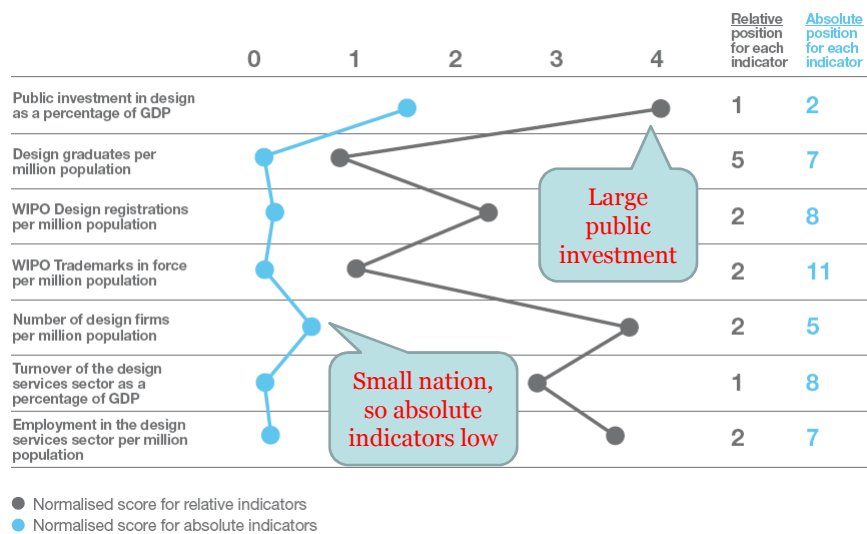 Relative
position
for each
indicator
Absolute
position
for each
indicator
0 1 2 3 4
Public investment in design
as a percentage of GDP
1 2
Design graduates per
million population
5 7
WIPO Design registrations
per million population
2 8
WIPO Trademarks in force
per million population
2 11
Number of design firms
per million population
2 5
Turnover of the design
services sector as a
percentage of GDP
1 8
Employment in the design
services sector per million
population
2 7
Large
public
investment
Small nation,
so absolute
indicators low
Normalised score for relative indicators
Normalised score for absolute indicators